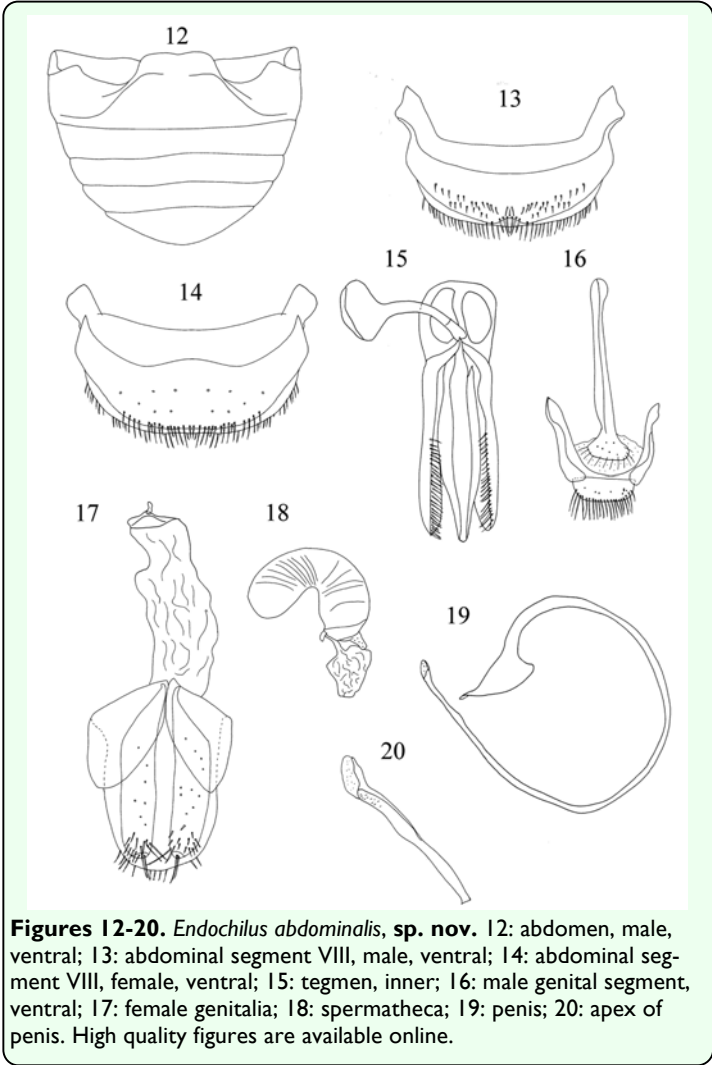 12
13
14
15
16
17
18
19
20
Figures 12-20. Endochilus abdominalis, sp. nov. 12: abdomen, male,
ventral; 13: abdominal segment VIII, male, ventral; 14: abdominal seg-
ment VIII, female, ventral; 15: tegmen, inner; 16: male genital segment,
ventral; 17: female genitalia; 18: spermatheca; 19: penis; 20: apex of
penis. High quality figures are available online.